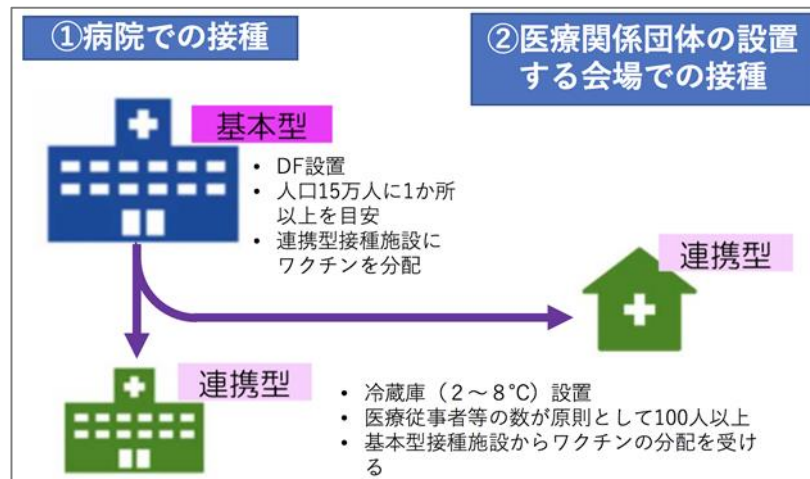 ①病院での接種
②医療関係団体の設置
する会場での接種
基本型
• DF設置
• 人口15万人に1か所
以上を目安
• 連携型接種施設に
ワクチンを分配
連携型
連携型
• 冷蔵庫（２～８℃）設置
• 医療従事者等の数が原則として100人以上
• 基本型接種施設からワクチンの分配を受け
る